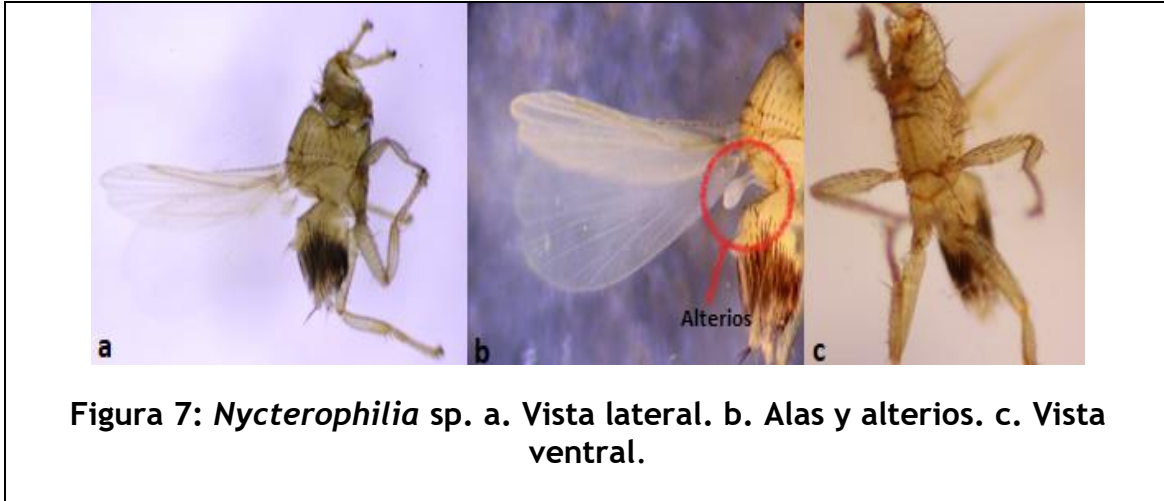 Alterios
a
b
c
Figura 7: Nycterophilia sp. a. Vista lateral. b. Alas y alterios. c. Vista
ventral.